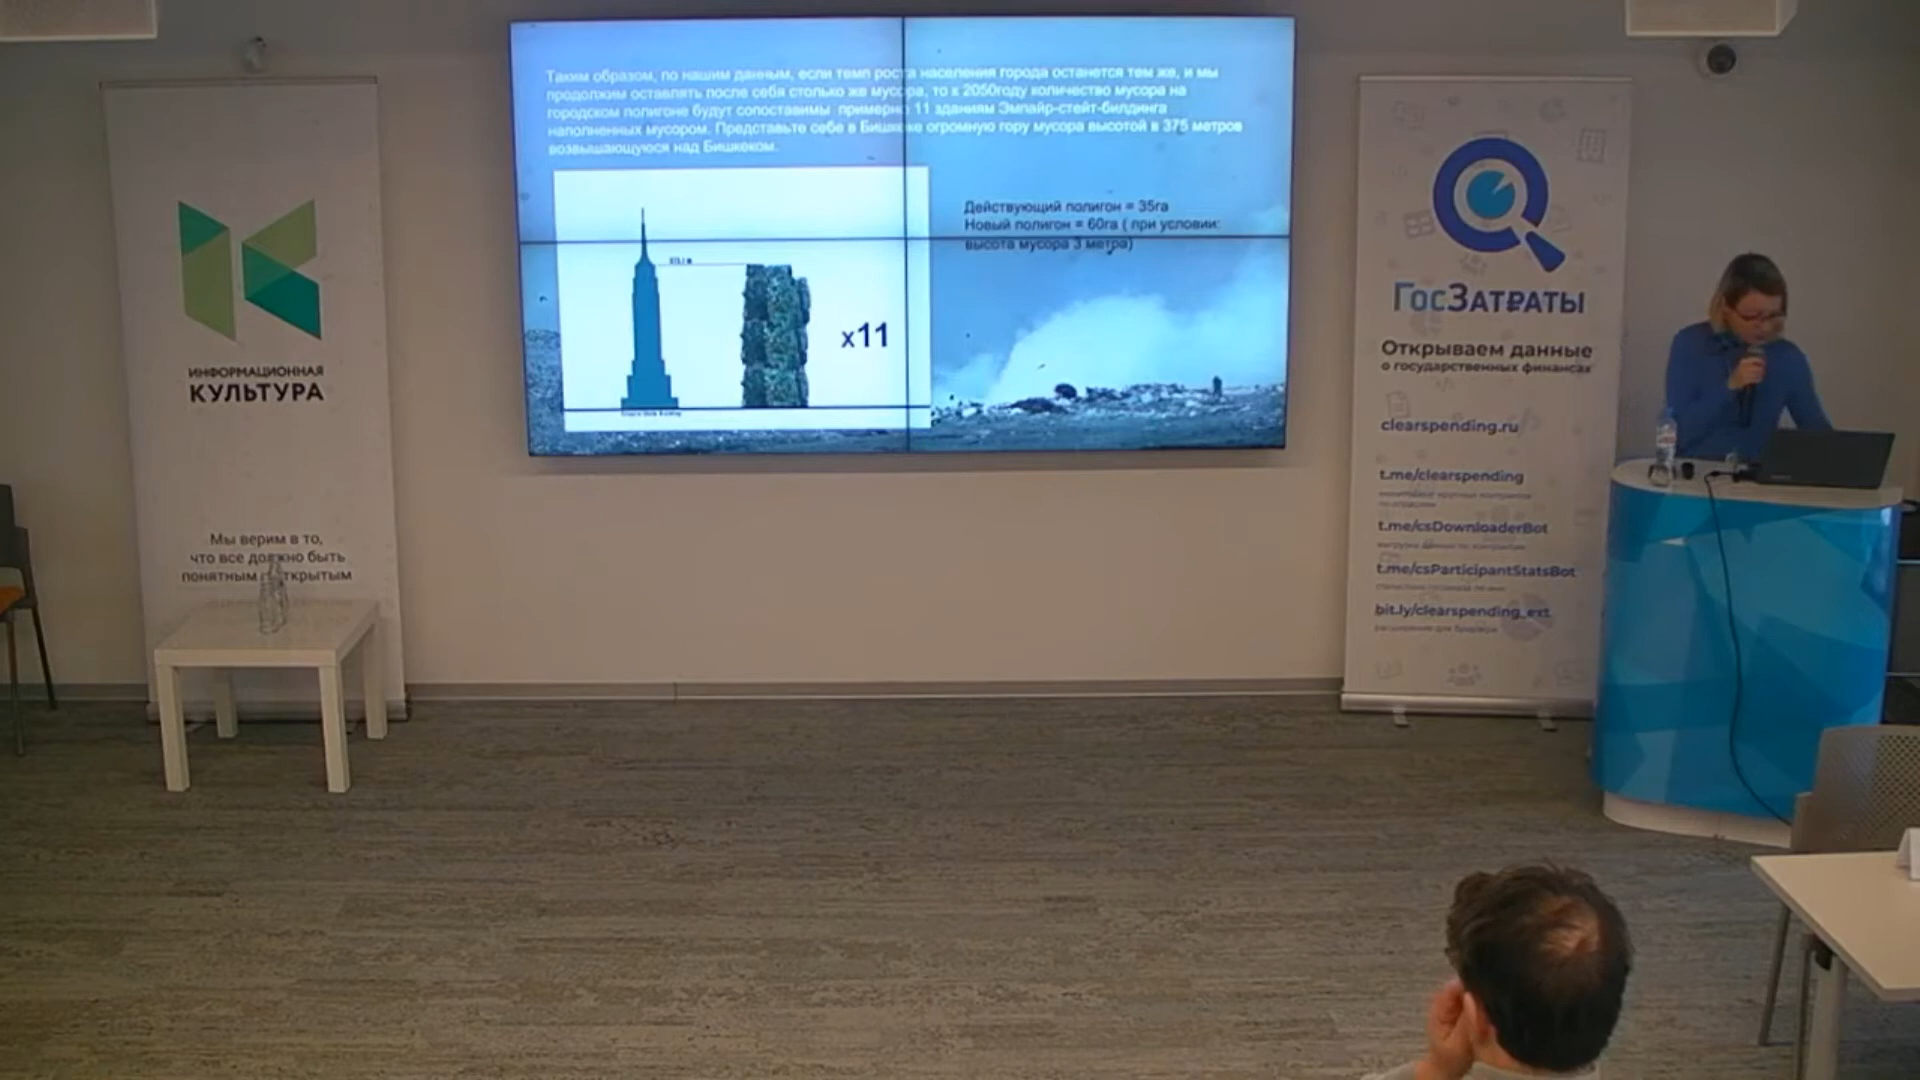 Таким образом, по нашим данным, если темп роста населения города останется тем же, и мы
продолжим оставлять после себя столько же мусора, то к 2050году количество мусора на
городском полигоне будут сопоставимы примерно 11 зданиям Эмпайр-стейт-билдинга
наполненных мусором. Представьте себе в Бишкеке огромную гору мусора высотой в 375 метров
возвышающуюся над Бишкеком.
Действующий полигон = 35га
Новый полигон = 60га ( при условии:
высота мусора 3 метра)
x11
ИНФОРМАЦИОННАЯ
КУЛЬТУРА
Мы верим в то,
что все должно быть
понятным открытым
ГосЗатраты
Открываем данные
о государственных финансах
clearspending.ru
t.me/clearspending
t.me/csDownloaderBot
t.me/csParticipantStatsBot
bit.ly/clearspending_ext
расширение для браузера